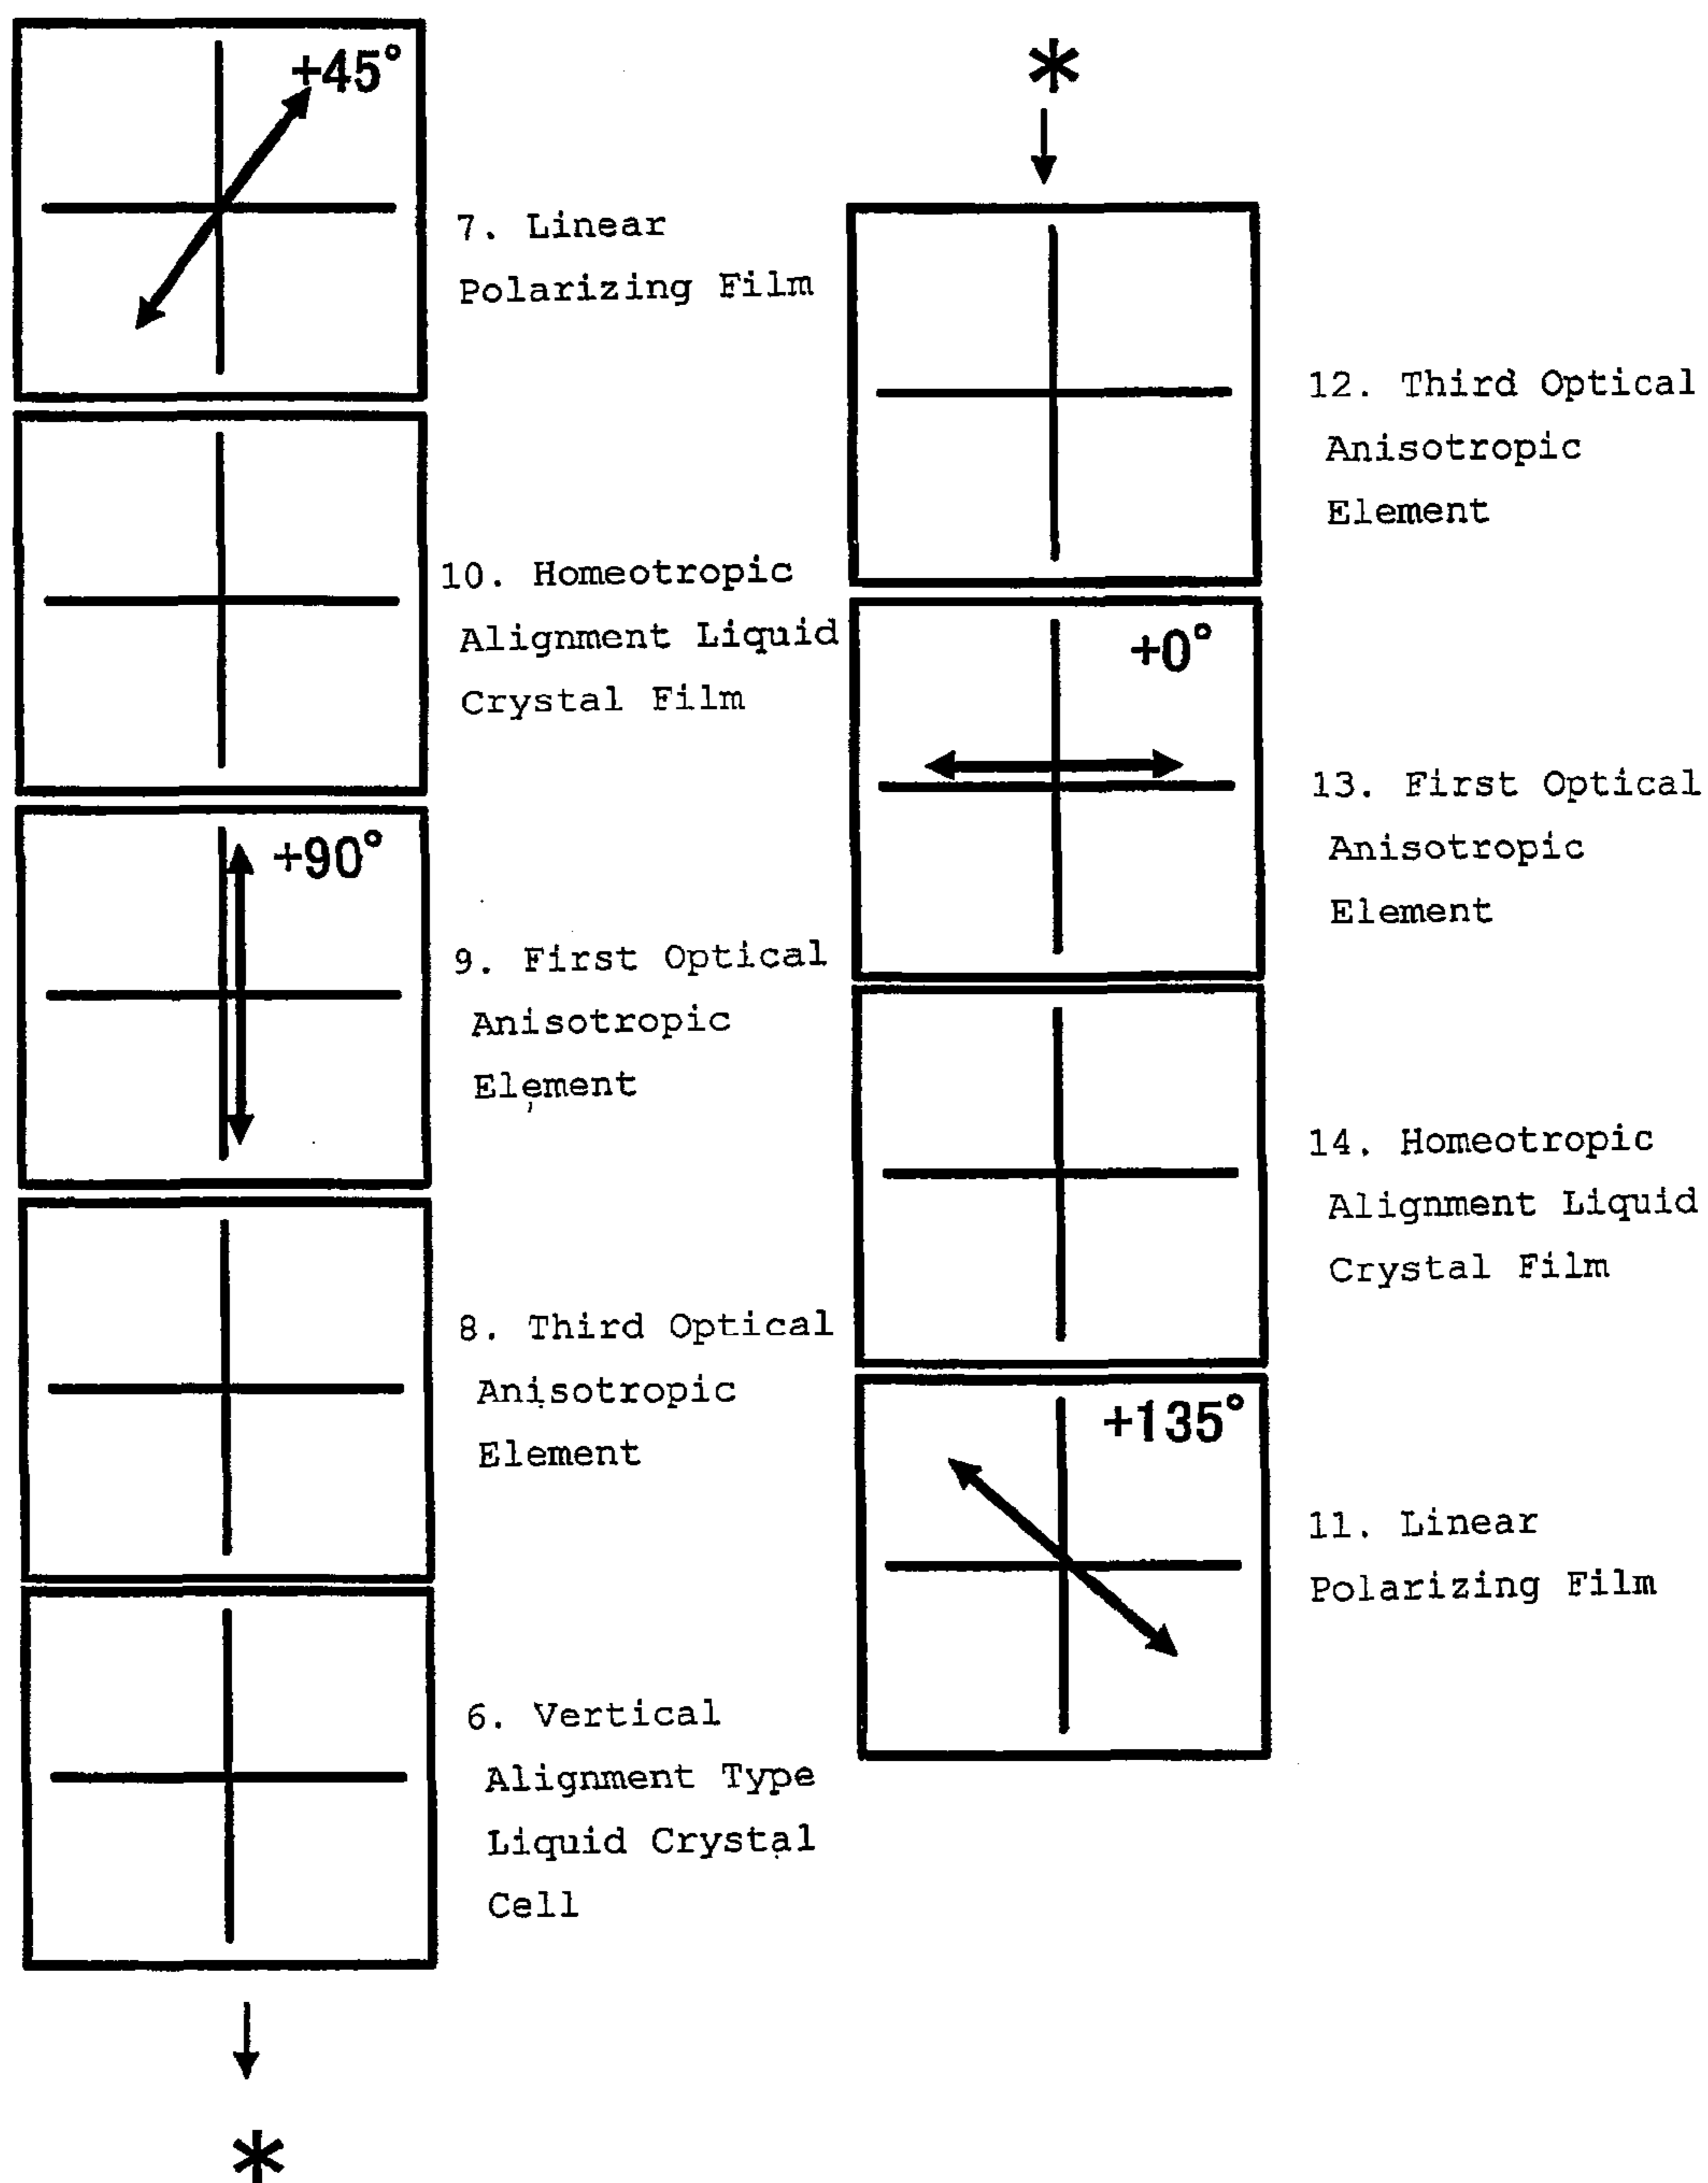 +45°
7. Linear
Polarizing Film
10. Homeotropic
Alignment Liquid
Crystal Film
+90°
9. First Optical
Anisotropic
Element
8. Third Optical
Anisotropic
Element
6. Vertical
Alignment Type
Liquid Crystal
Cell
*
*
12. Third Optical
Anisotropic
Element
+0°
13. First Optical
Anisotropic
Element
14. Homeotropic
Alignment Liquid
Crystal Film
+135°
11. Linear
Polarizing Film